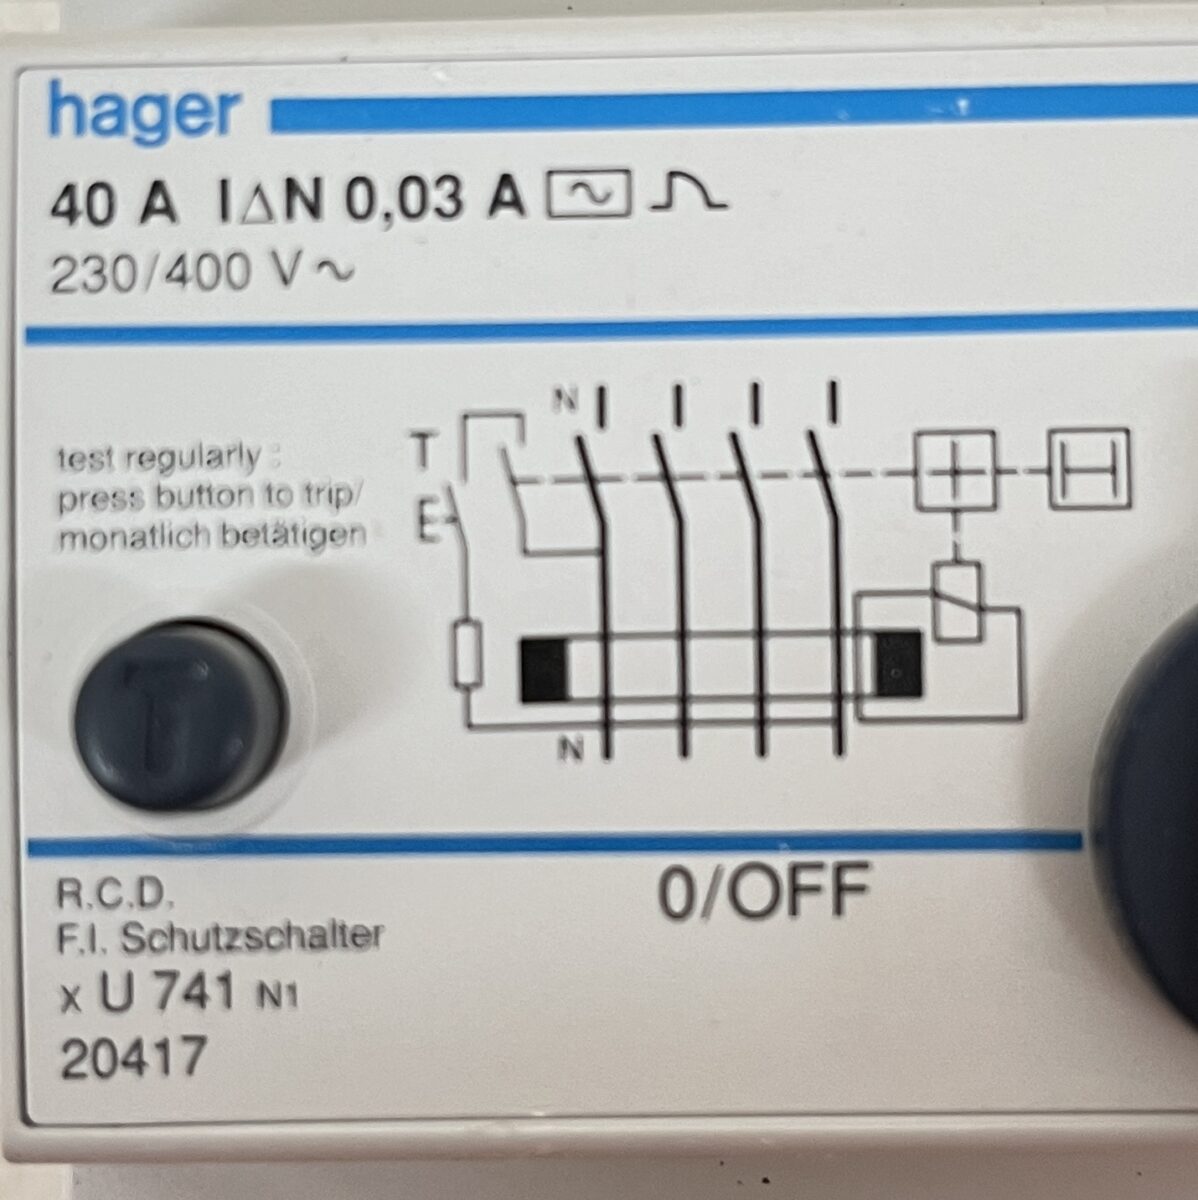 hager
40 A I∆N 0,03 A
230/400 V ~
test regularly :
press button to trip/
monatlich betätigen
T
E
N
N
T
0/OFF
R.C.D.
F.I. Schutzschalter
x U 741 N1
20417